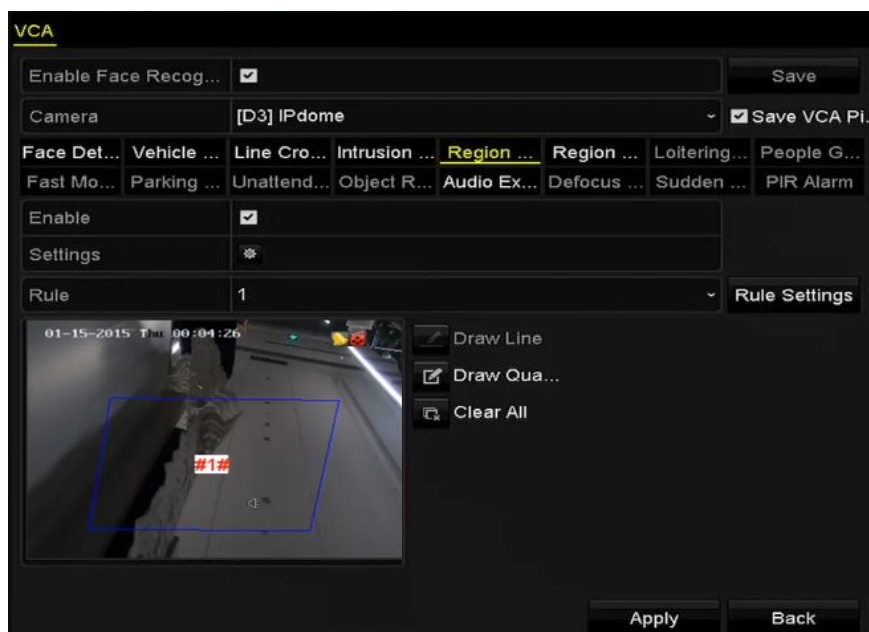 VCA
Enable Face Recog... Save
Camera [D3] IPdome Save VCA Pi.
Face Det... Vehicle ... Line Cro... Intrusion ... Region ... Region ... Loitering... People G...
Fast Mo... Parking ... Unattend... Object R... Audio Ex... Defocus ... Sudden ... PIR Alarm
Enable
Settings
Rule 1 Rule Settings
01-15-2015 Thu 00:04:26
Draw Line
Draw Qua...
Clear All
#1#
Apply Back